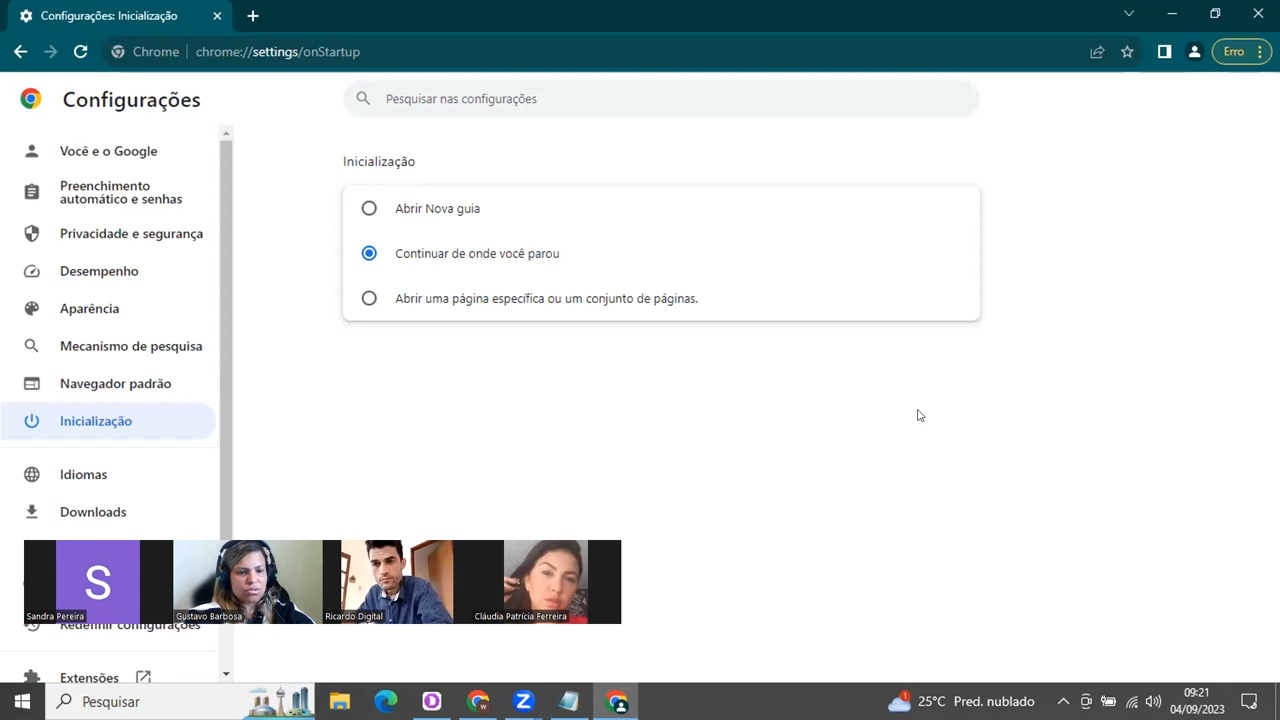 Configurações: Inicialização
Chrome
chrome://settings/onStartup
Erro
Configurações
Pesquisar nas configurações
Você e o Google
Preenchimento
automático e senhas
Privacidade e segurança
Desempenho
Aparência
Mecanismo de pesquisa
Navegador padrão
Inicialização
Idiomas
Downloads
Redefinir configurações
Extensões
Inicialização
Abrir Nova guia
Continuar de onde você parou
Abrir uma página específica ou um conjunto de páginas.
S
Sandra Pereira
Gustavo Barbosa
Ricardo Digital
Cláudia Patrícia Ferreira
Pesquisar
1
25°C Pred. nublado
09:21
04/09/2023